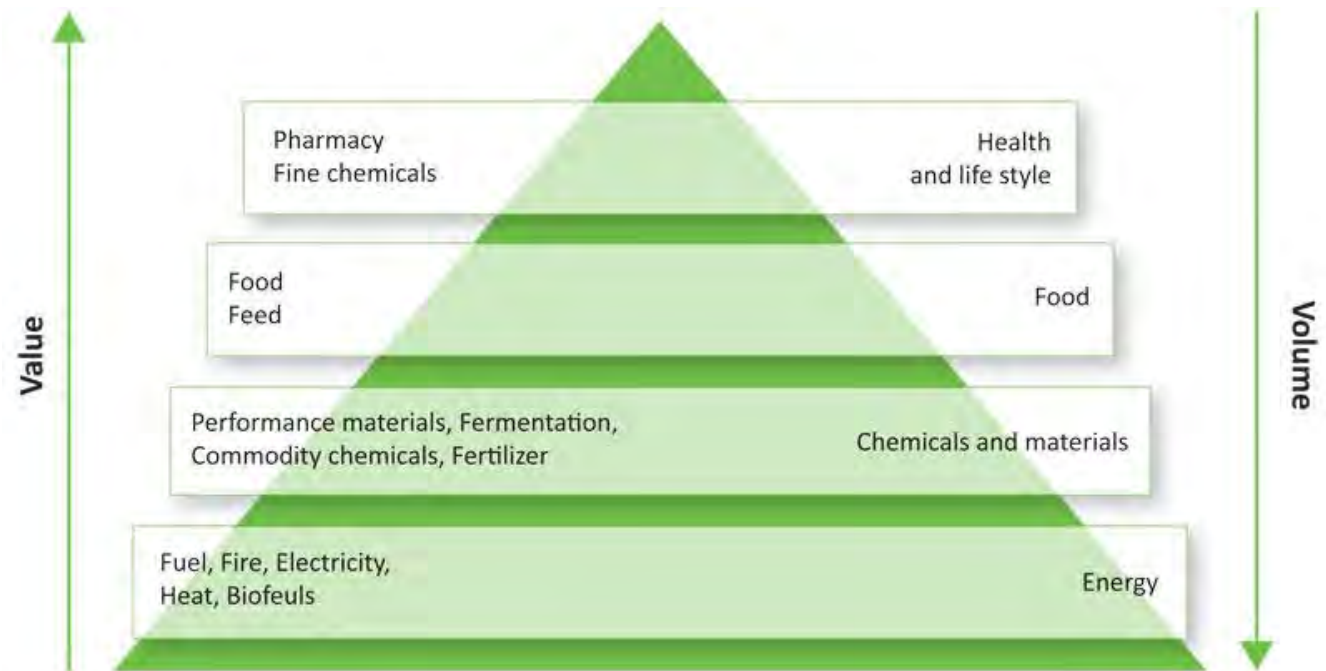 Value
Pharmacy
Fine chemicals
Health
and life style
Food
Feed
Food
Performance materials, Fermentation,
Commodity chemicals, Fertilizer
Chemicals and materials
Fuel, Fire, Electricity,
Heat, Biofeuls
Energy
Volume